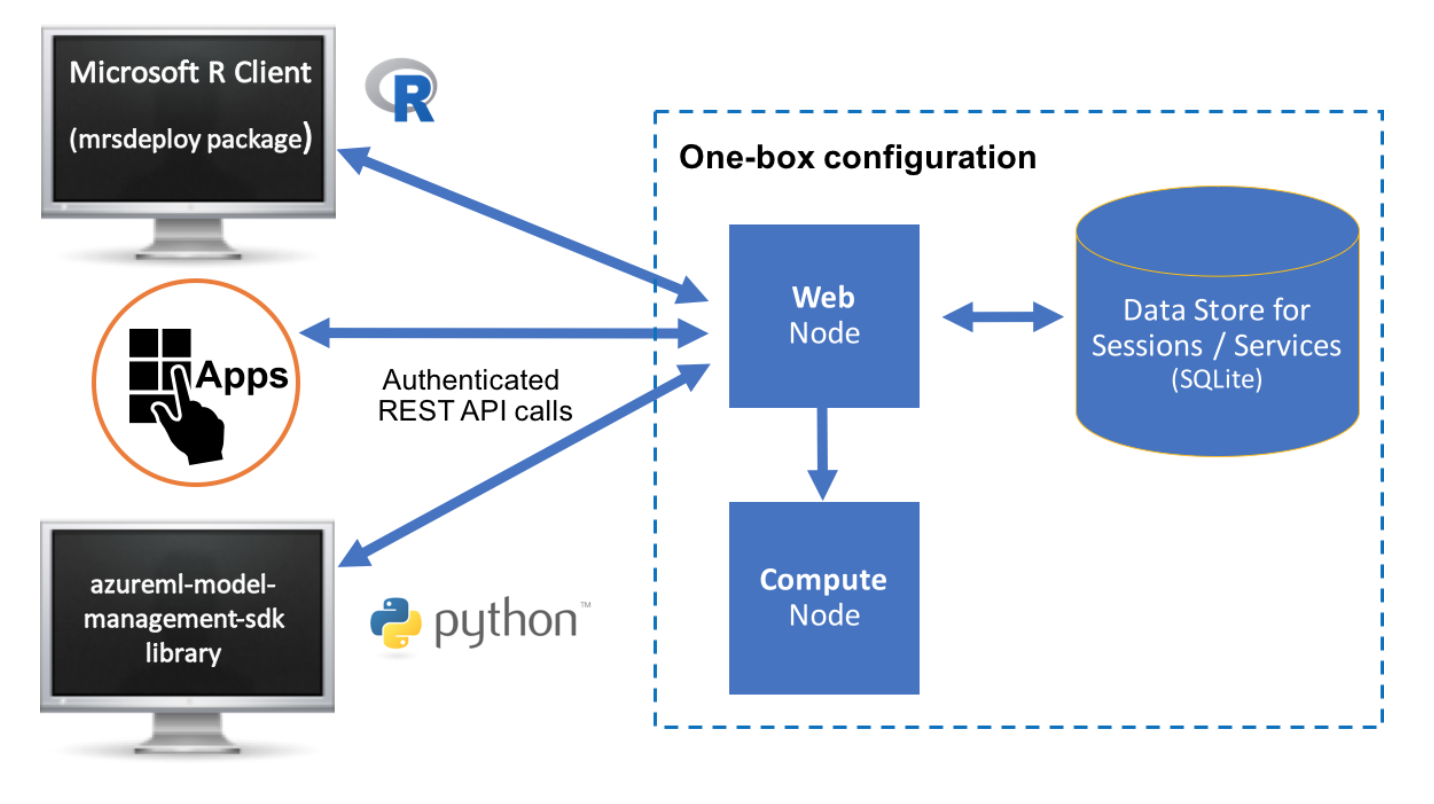 Microsoft R Client
(mrsdeploy package)
R
Apps
Authenticated
REST API calls
azureml-model-
management-sdk
library
python™
One-box configuration
Web
Node
Data Store for
Sessions / Services
(SQLite)
Compute
Node